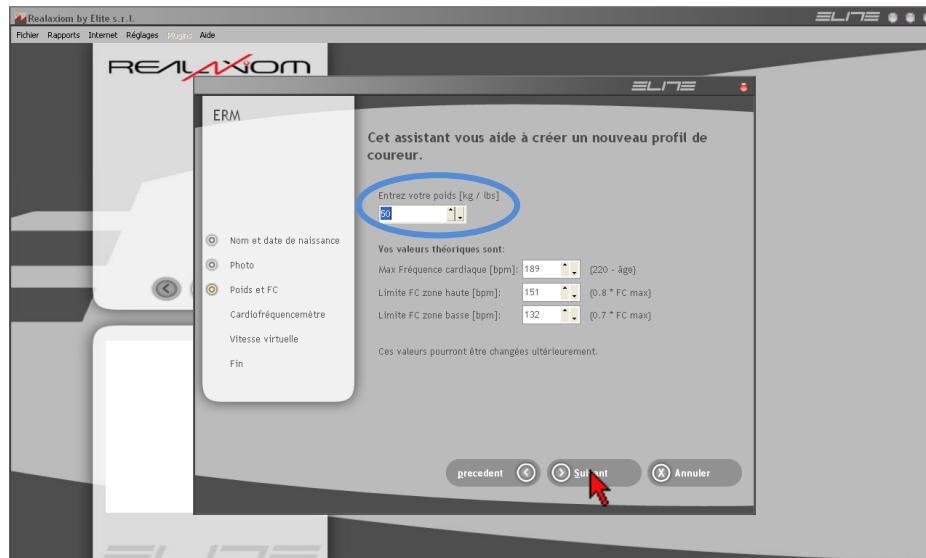 Realaxiom by Elite s.r.l.
ELITE
Fichier Rapports Internet Réglages Plugins Aide
REALAXIOM
ELITE
ERM
Cet assistant vous aide à créer un nouveau profil de
coureur.
Entrez votre poids [kg / lbs]
50
Nom et date de naissance
Photo
Poids et FC
Cardiofréquencemètre
Vitesse virtuelle
Fin
Vos valeurs théoriques sont:
Max Fréquence cardiaque [bpm]: 189 (220 - âge)
Limite FC zone haute [bpm]: 151 (0.8 * FC max)
Limite FC zone basse [bpm]: 132 (0.7 * FC max)
Ces valeurs pourront être changées ultérieurement.
precedent Suivant X Annuler
ELITE